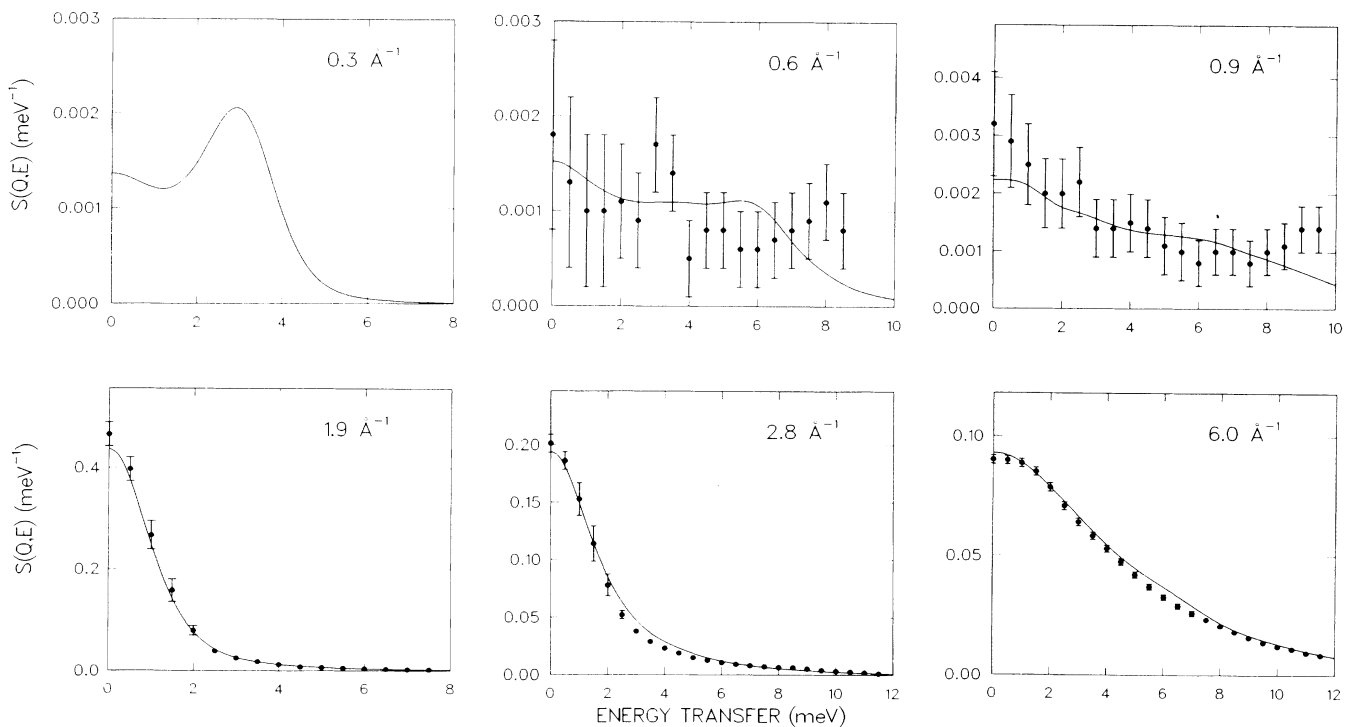 0.003
0.002
0.001
0.000
S(Q,E) (meV⁻¹)
0.3 Å⁻¹
0 2 4 6 8
0.003
0.002
0.001
0.000
0.6 Å⁻¹
0 2 4 6 8 10
0.004
0.003
0.002
0.001
0.000
0.9 Å⁻¹
0 2 4 6 8 10
0.4
0.2
0.0
S(Q,E) (meV⁻¹)
1.9 Å⁻¹
0 2 4 6 8
0.20
0.15
0.10
0.05
0.00
2.8 Å⁻¹
0 2 4 6 8 10 12
0.10
0.05
0.00
6.0 Å⁻¹
0 2 4 6 8 10 12
ENERGY TRANSFER (meV)